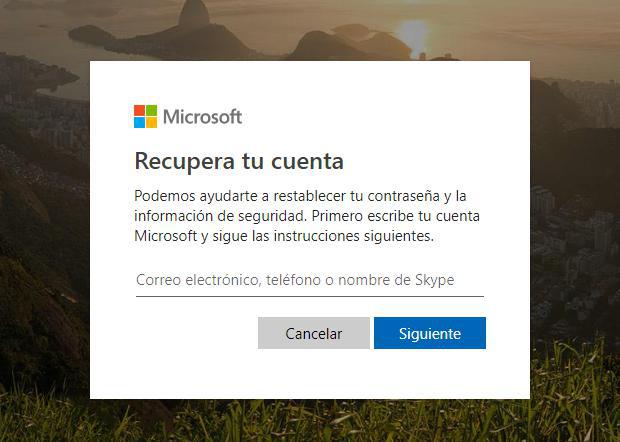 Microsoft
Recupera tu cuenta
Podemos ayudarte a restablecer tu contraseña y la
información de seguridad. Primero escribe tu cuenta
Microsoft y sigue las instrucciones siguientes.
Correo electrónico, teléfono o nombre de Skype
Cancelar
Siguiente